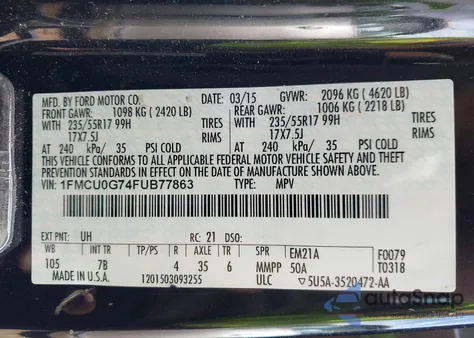 MFD. BY FORD MOTOR CO. DATE: 03/15 GVWR: 2096 KG ( 4620 LB)
FRONT GAWR: 1098 KG ( 2420 LB) REAR GAWR: 1006 KG ( 2218 LB)
WITH 235/55R17 99H TIRES WITH 235/55R17 99H TIRES
17X7.5J RIMS 17X7.5J RIMS
AT 240 kPa/ 35 PSI COLD AT 240 kPa/ 35 PSI COLD
THIS VEHICLE CONFORMS TO ALL APPLICABLE FEDERAL MOTOR VEHICLE SAFETY
STANDARDS IN EFFECT ON THE DATE OF MANUFACTURE SHOWN ABOVE.
VIN: 1FMCU0G74FUB77863 TYPE: MPV
EXT PNT: UH RC: 21 DSO:
WB INT TR TP/PS R AXLE TR SPR EM21A F0079
105 7B 4 35 6 MMPP 50A T0318
MADE IN U.S.A. 1201503093255 ULC 5U5A-3520472-AA
autoSnap